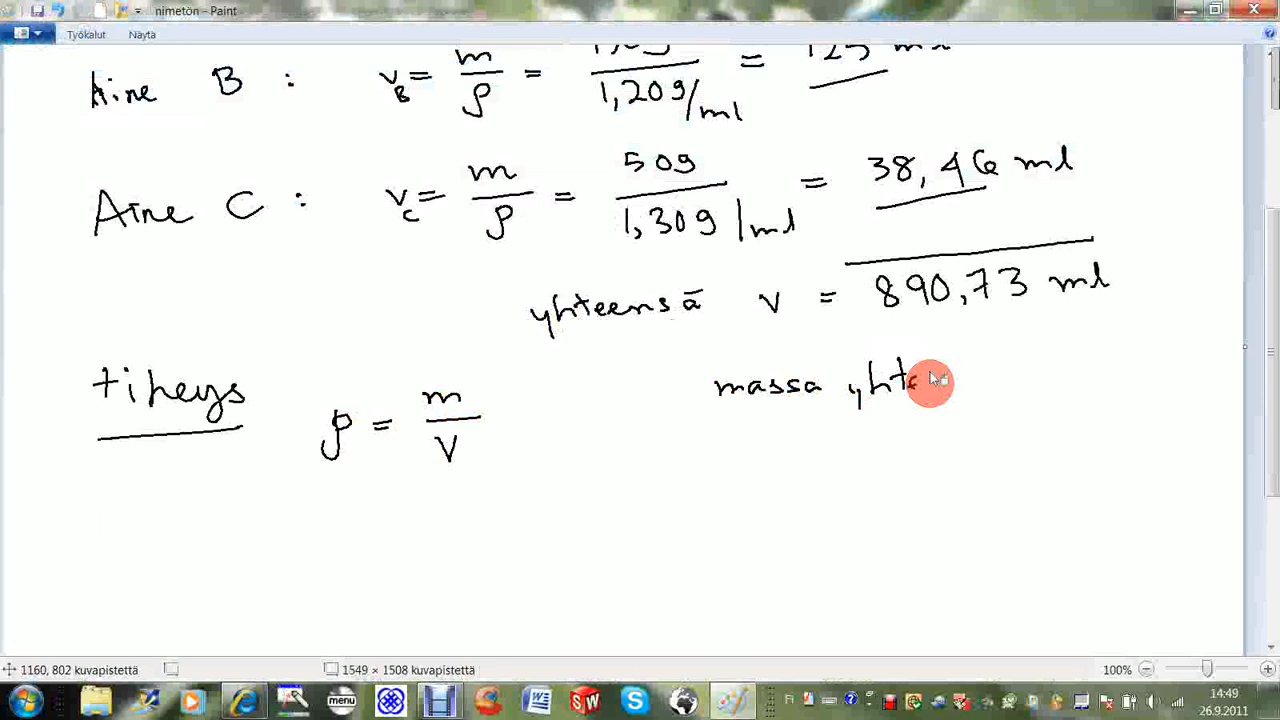 nimetön - Paint
Työkalut Näytä
Aine B : v_B = m/ρ = 1,20g/ml = 125 ml
Aine C : v_C = m/ρ = 50g / 1,30g/ml = 38,46 ml
yhteensä v = 890,73 ml
tiheys ρ = m/V
massa yhte
1160, 802 kuvapistettä 1549 × 1508 kuvapistettä 100%
menu
14:49
26.9.2011